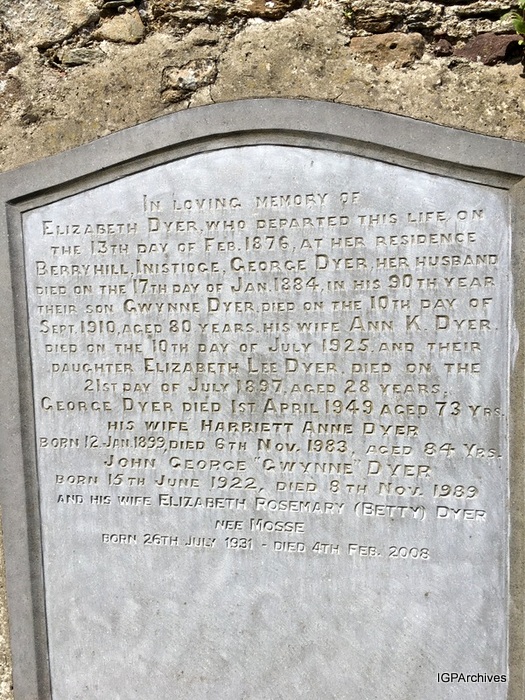 In loving memory of
Elizabeth Dyer, who departed this life on
the 13th day of Feb. 1876, at her residence
Berryhill, Inistioge, George Dyer, her husband
died on the 17th day of Jan. 1884, in his 90th year
their son Gwynne Dyer, died on the 10th day of
Sept. 1910, aged 80 years. his wife Ann K. Dyer.
died on the 10th day of July 1925. and their
daughter Elizabeth Lee Dyer, died on the
21st day of July 1897, aged 28 years.
George Dyer died 1st April 1949 aged 73 yrs.
his wife Harriett Anne Dyer
born 12. Jan. 1899, died 6th Nov. 1983, aged 84 yrs.
John George "Gwynne" Dyer
born 15th June 1922, died 8th Nov. 1989
and his wife Elizabeth Rosemary (Betty) Dyer
nee Mosse
born 26th July 1931 - died 4th Feb. 2008
IGPArchives